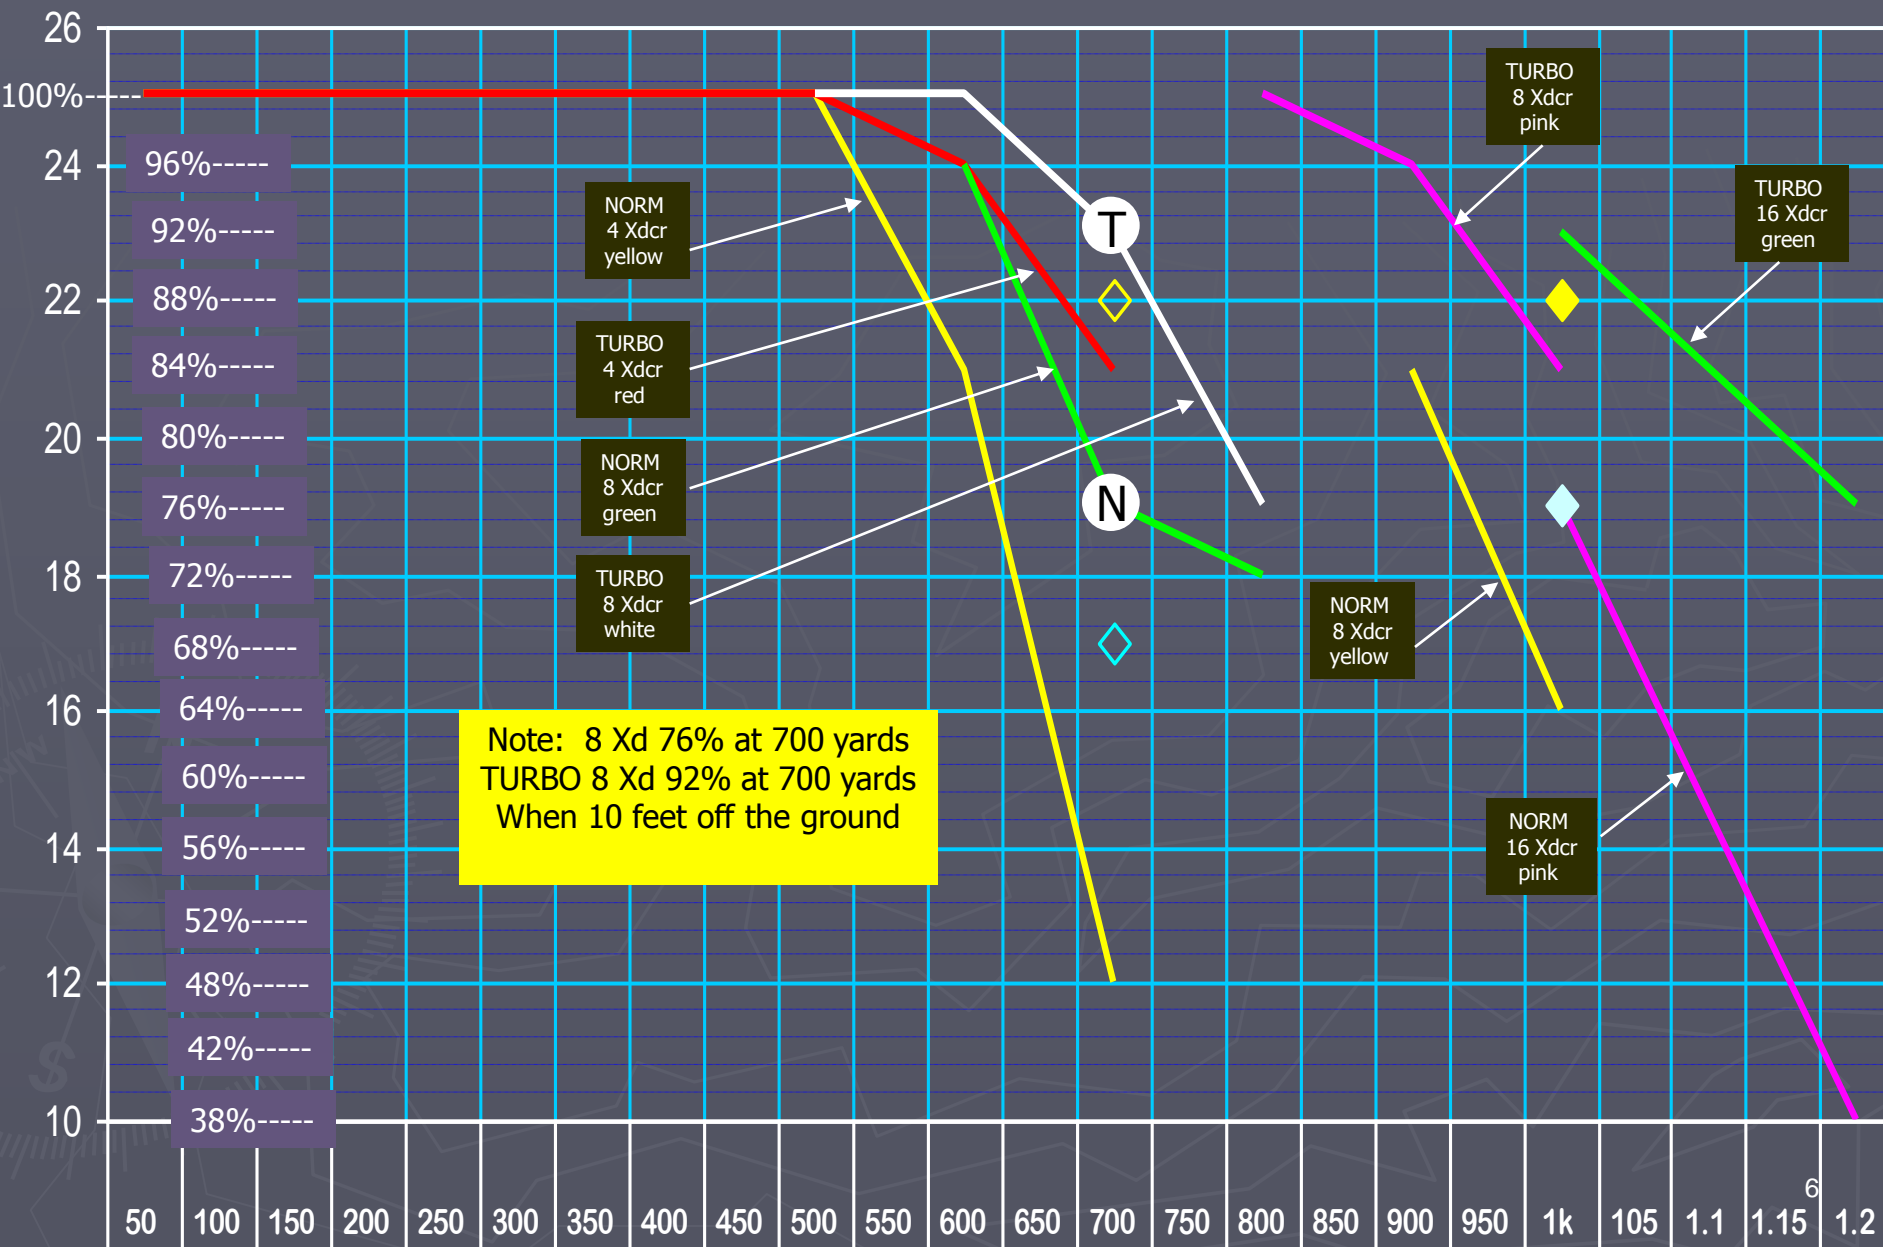 26
100%-----
24
96%-----
92%-----
22
88%-----
84%-----
20
80%-----
76%-----
18
72%-----
68%-----
16
64%-----
60%-----
14
56%-----
52%-----
12
48%-----
42%-----
10
38%-----
NORM
4 Xdcr
yellow
TURBO
4 Xdcr
red
NORM
8 Xdcr
green
TURBO
8 Xdcr
white
T
N
TURBO
8 Xdcr
pink
TURBO
16 Xdcr
green
NORM
8 Xdcr
yellow
NORM
16 Xdcr
pink
Note: 8 Xd 76% at 700 yards
TURBO 8 Xd 92% at 700 yards
When 10 feet off the ground
6
50 100 150 200 250 300 350 400 450 500 550 600 650 700 750 800 850 900 950 1k 105 1.1 1.15 1.2